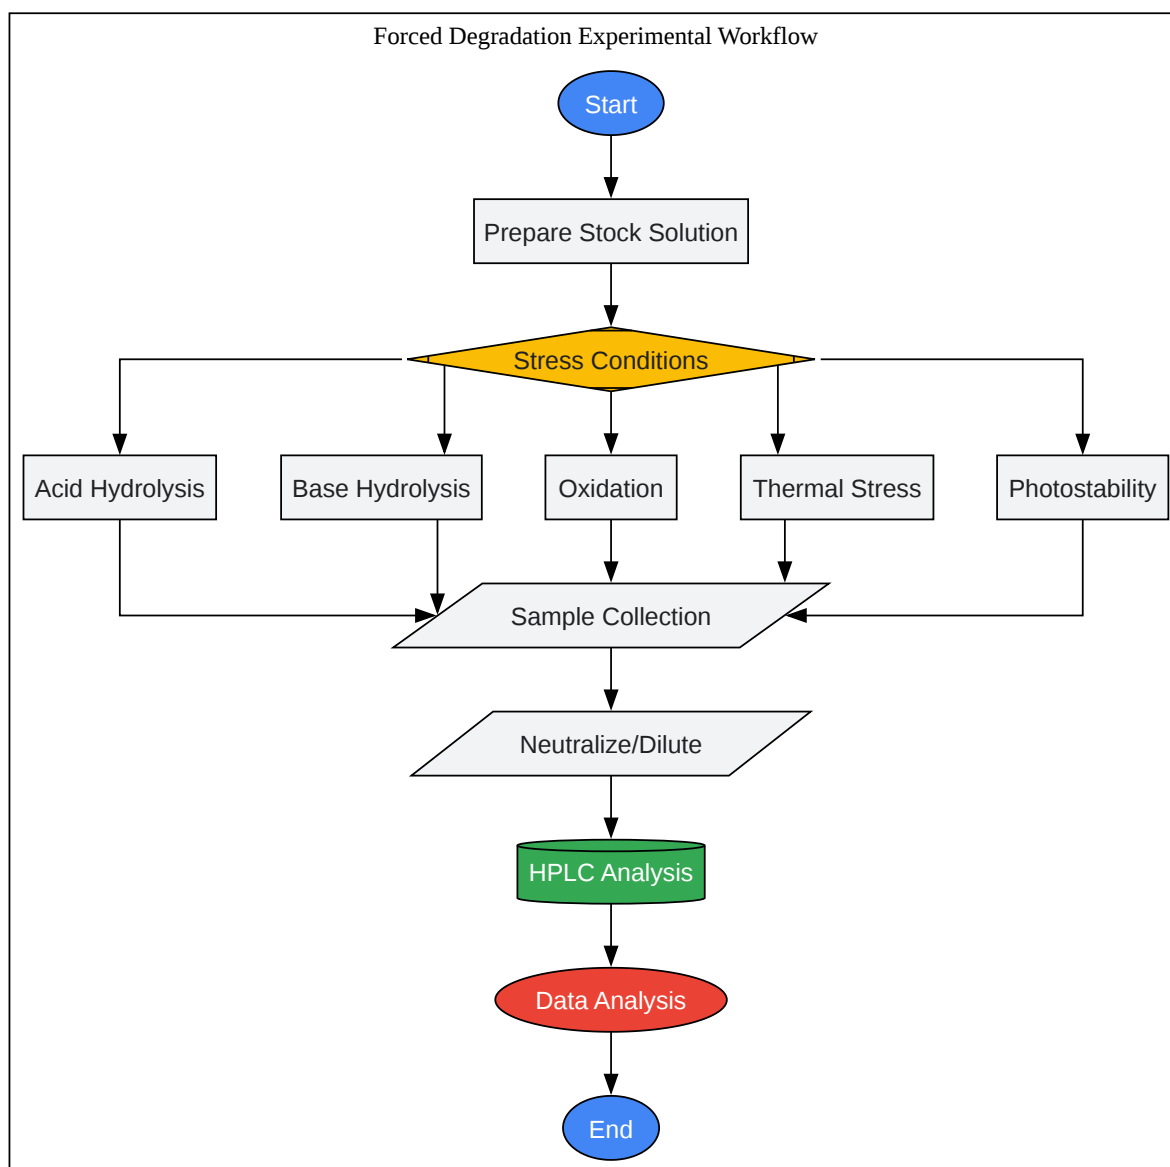 Forced Degradation Experimental Workflow
Start
Prepare Stock Solution
Stress Conditions
Acid Hydrolysis
Base Hydrolysis
Oxidation
Thermal Stress
Photostability
Sample Collection
Neutralize/Dilute
HPLC Analysis
Data Analysis
End